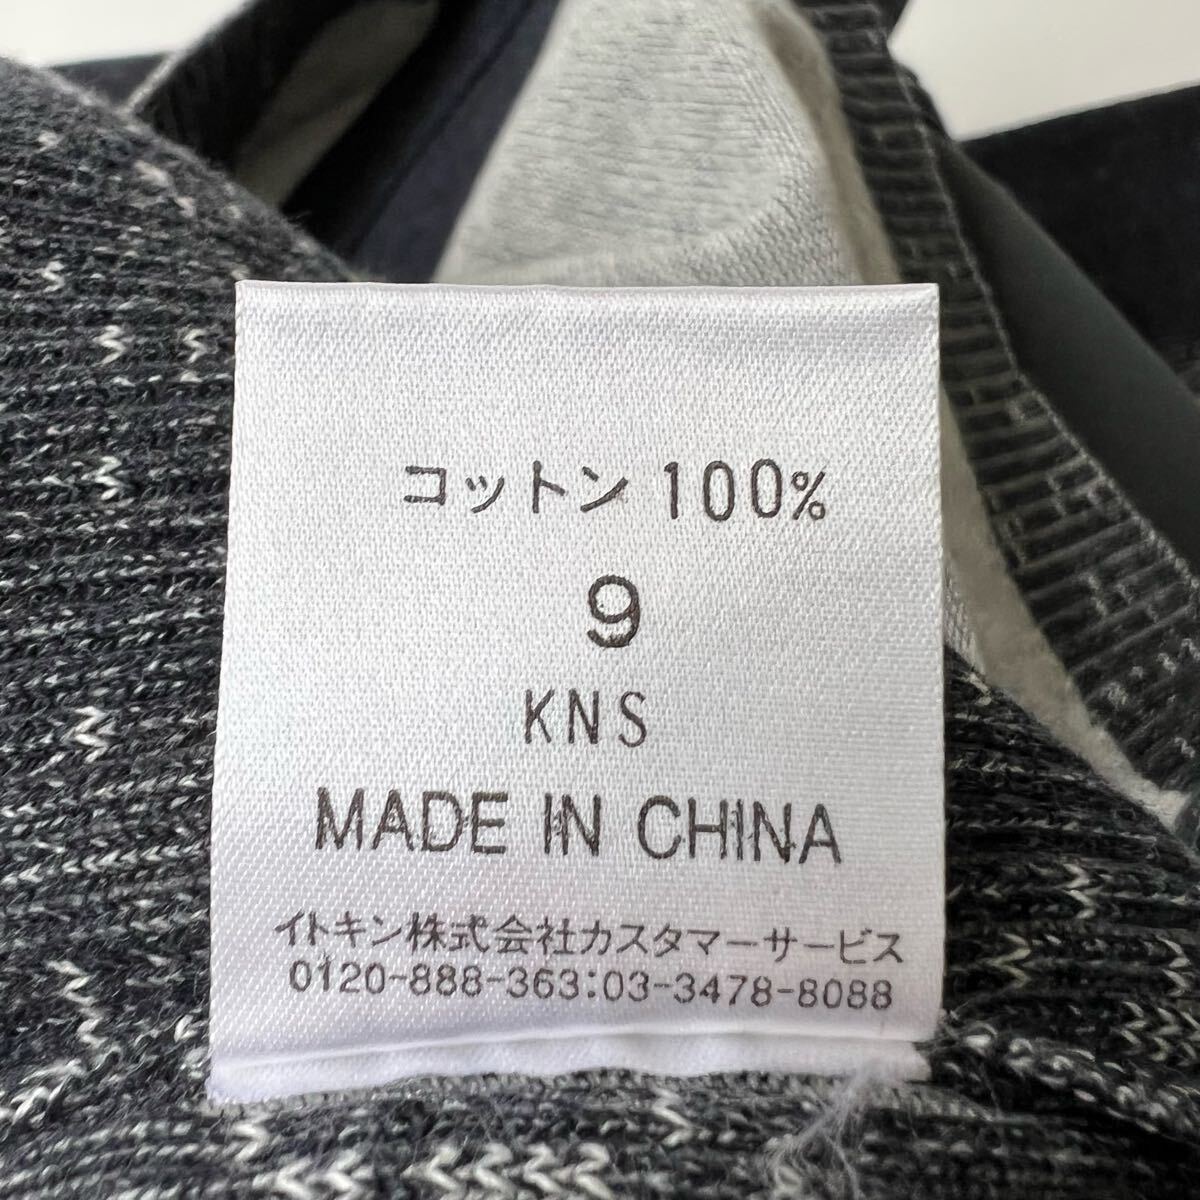 コットン 100%
9
KNS
MADE IN CHINA
イトキン株式会社カスタマーサービス
0120-888-363:03-3478-8088